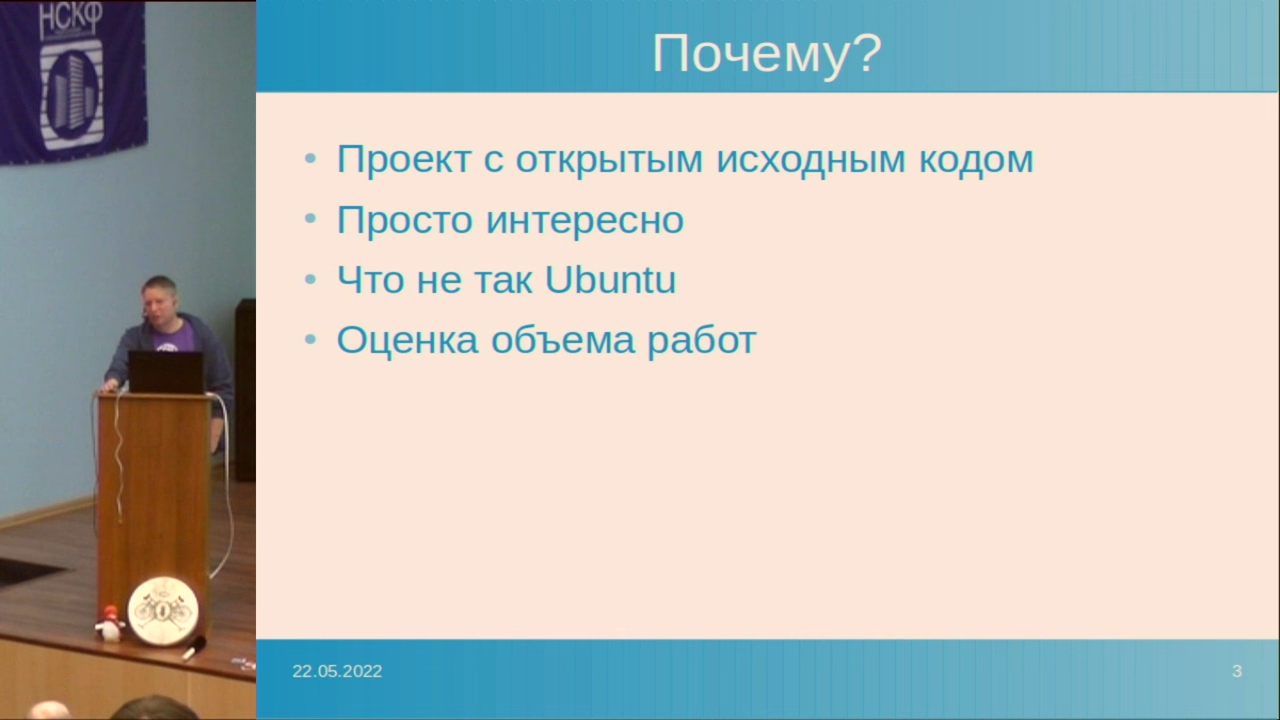 НСКФ
Почему?
• Проект с открытым исходным кодом
• Просто интересно
• Что не так Ubuntu
• Оценка объема работ
22.05.2022
3